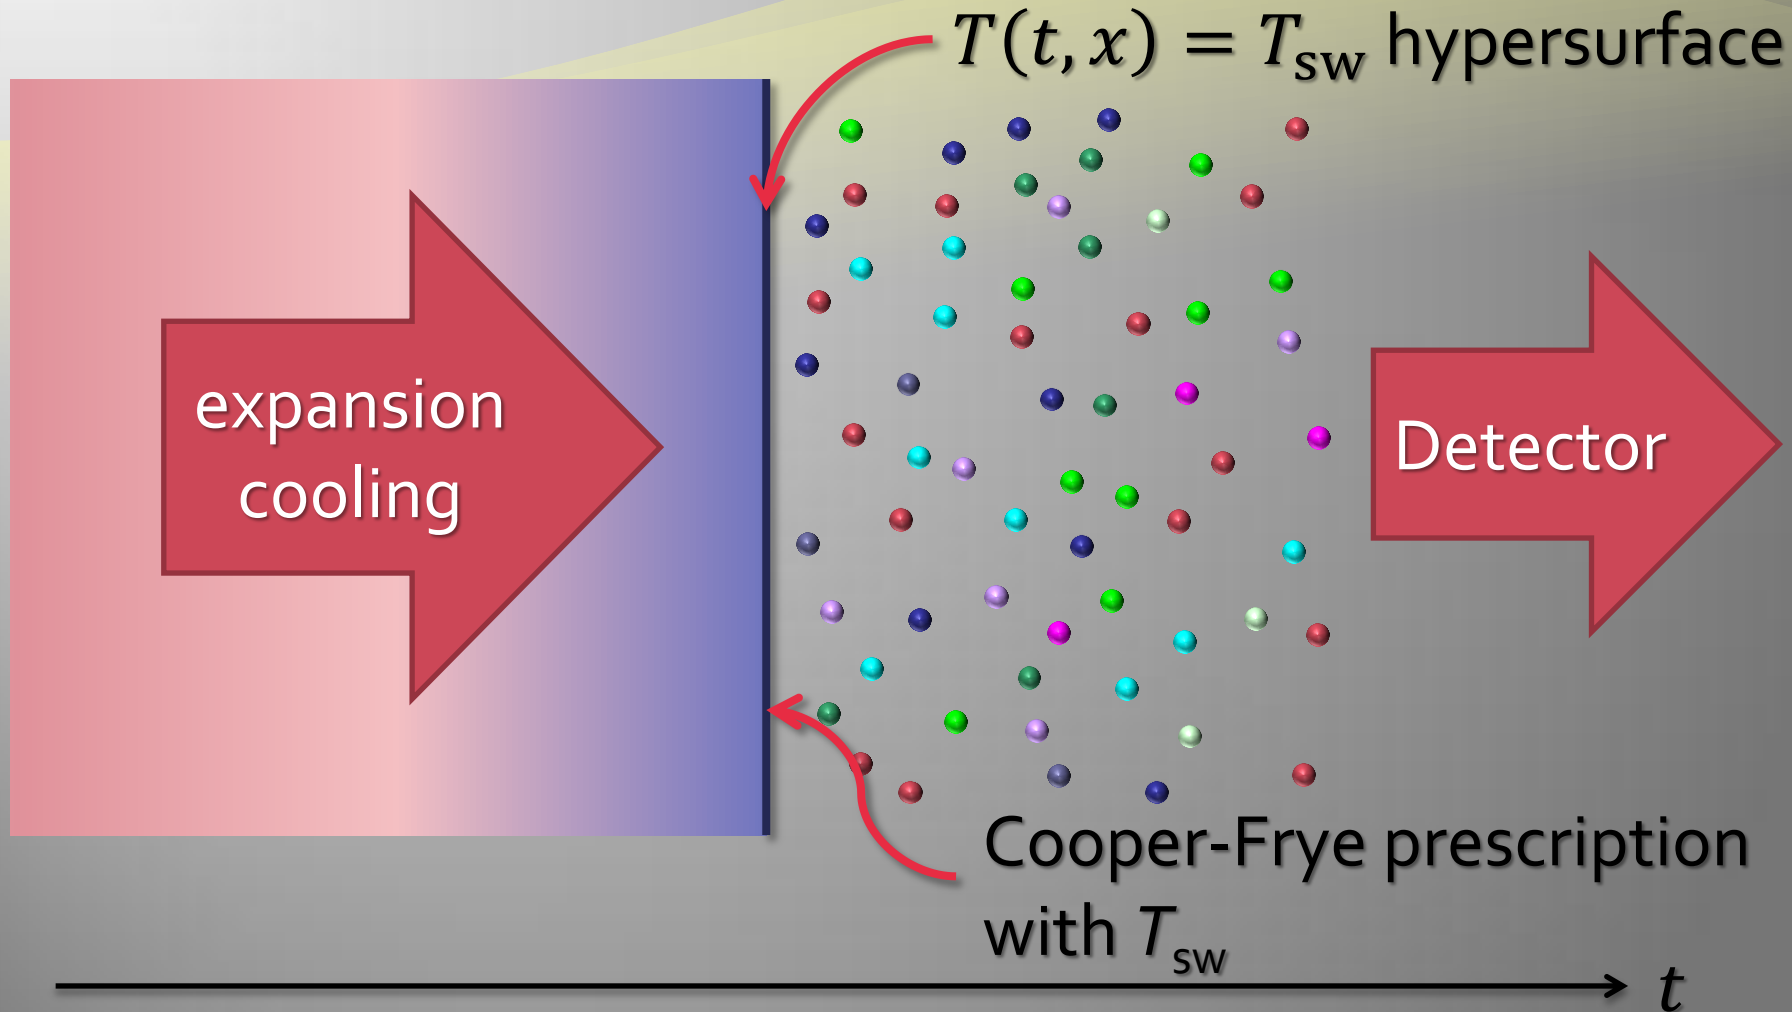 T(t, x) = T_sw hypersurface
expansion
cooling
Detector
Cooper-Frye prescription
with T_sw
t